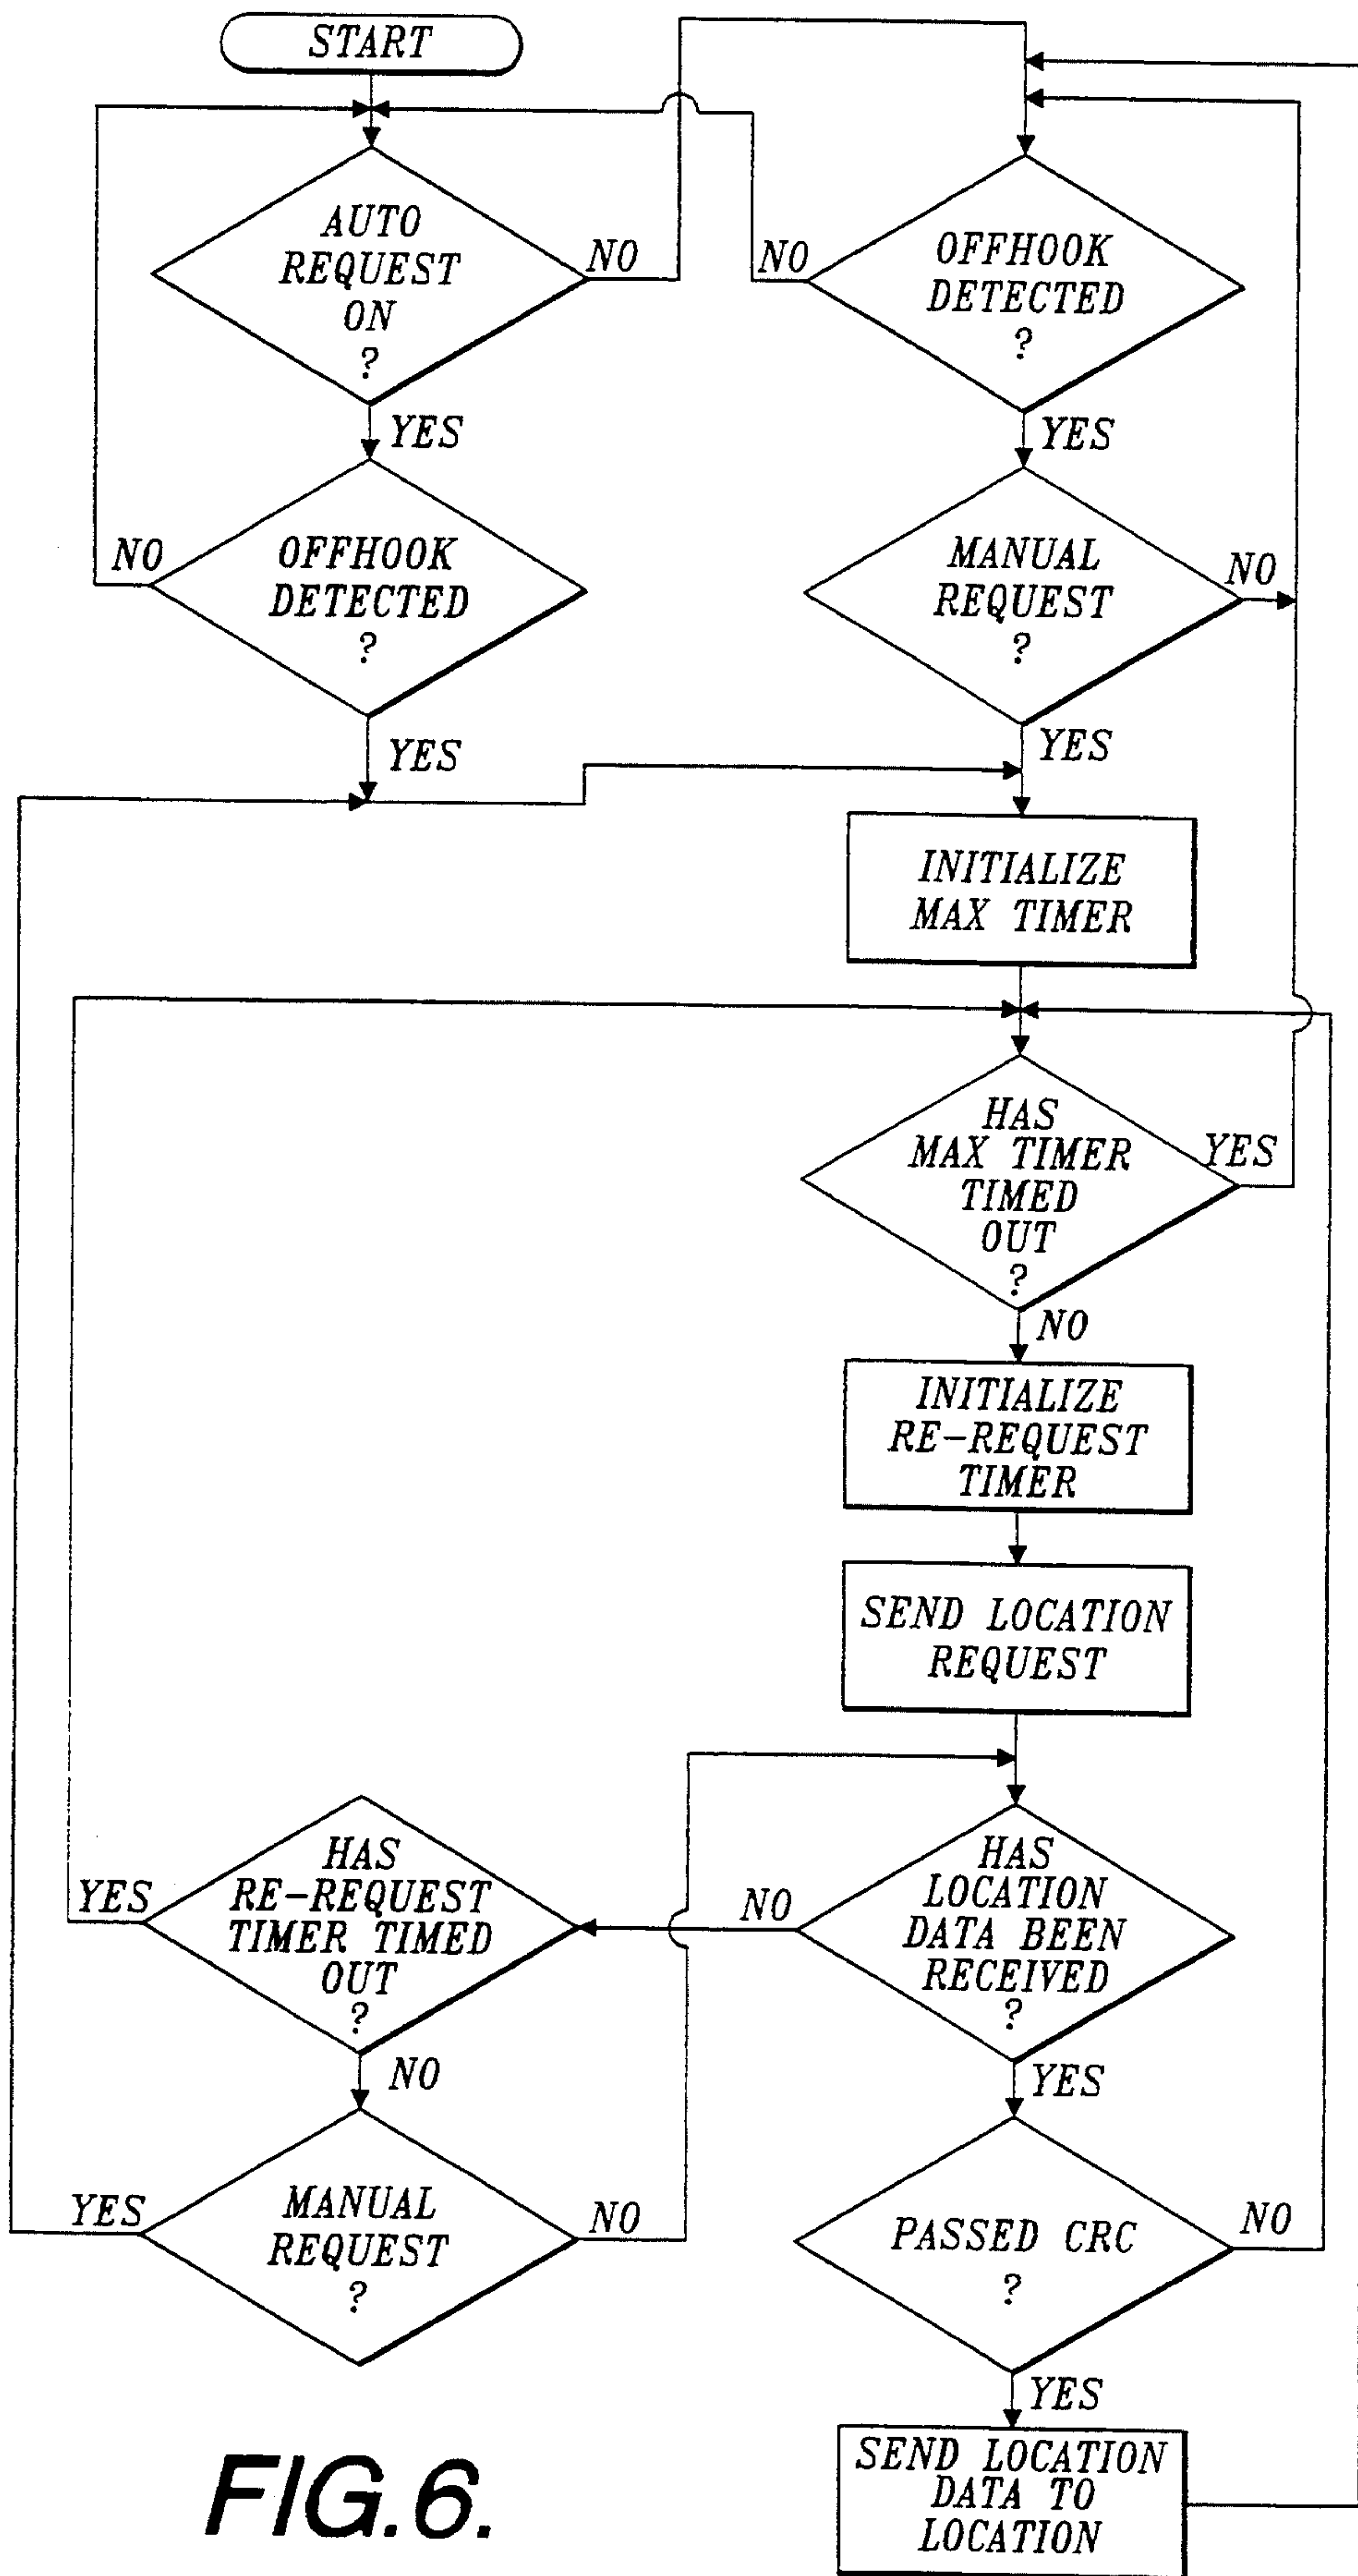 START
AUTO
REQUEST
ON
?
NO
YES
OFFHOOK
DETECTED
?
NO
YES
OFFHOOK
DETECTED
?
NO
YES
MANUAL
REQUEST
?
NO
YES
INITIALIZE
MAX TIMER
HAS
MAX TIMER
TIMED
OUT
?
YES
NO
INITIALIZE
RE-REQUEST
TIMER
SEND LOCATION
REQUEST
HAS
LOCATION
DATA BEEN
RECEIVED
?
NO
YES
HAS
RE-REQUEST
TIMER TIMED
OUT
?
YES
NO
MANUAL
REQUEST
?
YES
NO
PASSED CRC
?
NO
YES
SEND LOCATION
DATA TO
LOCATION
FIG.6.